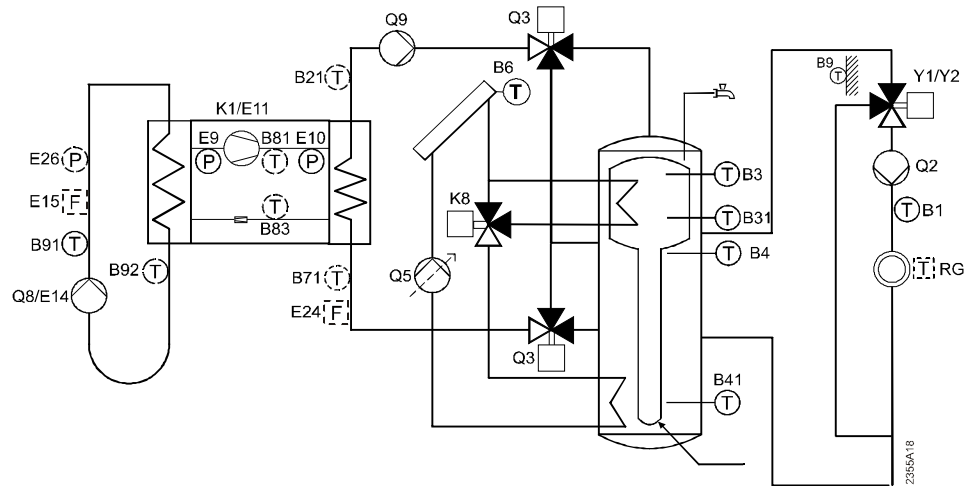 Q3
Q9
B9
T
Y1/Y2
B21 T
B6
T
K1/E11
E9 B81 E10
P T P
E26 P
T B3
Q2
E15 F
K8
T
B83
T B31
T B1
B91 T
B92 T
B71 T
Q5
T B4
T RG
Q8/E14
E24 F
Q3
B41
T
2355A18